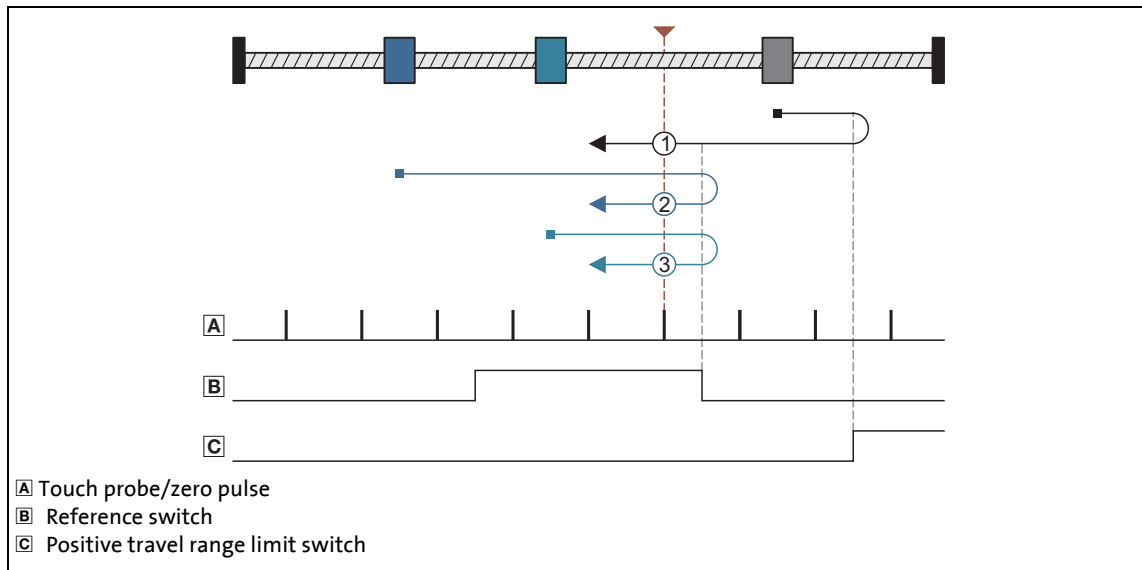 1
2
3
A
B
C
A Touch probe/zero pulse
B Reference switch
C Positive travel range limit switch